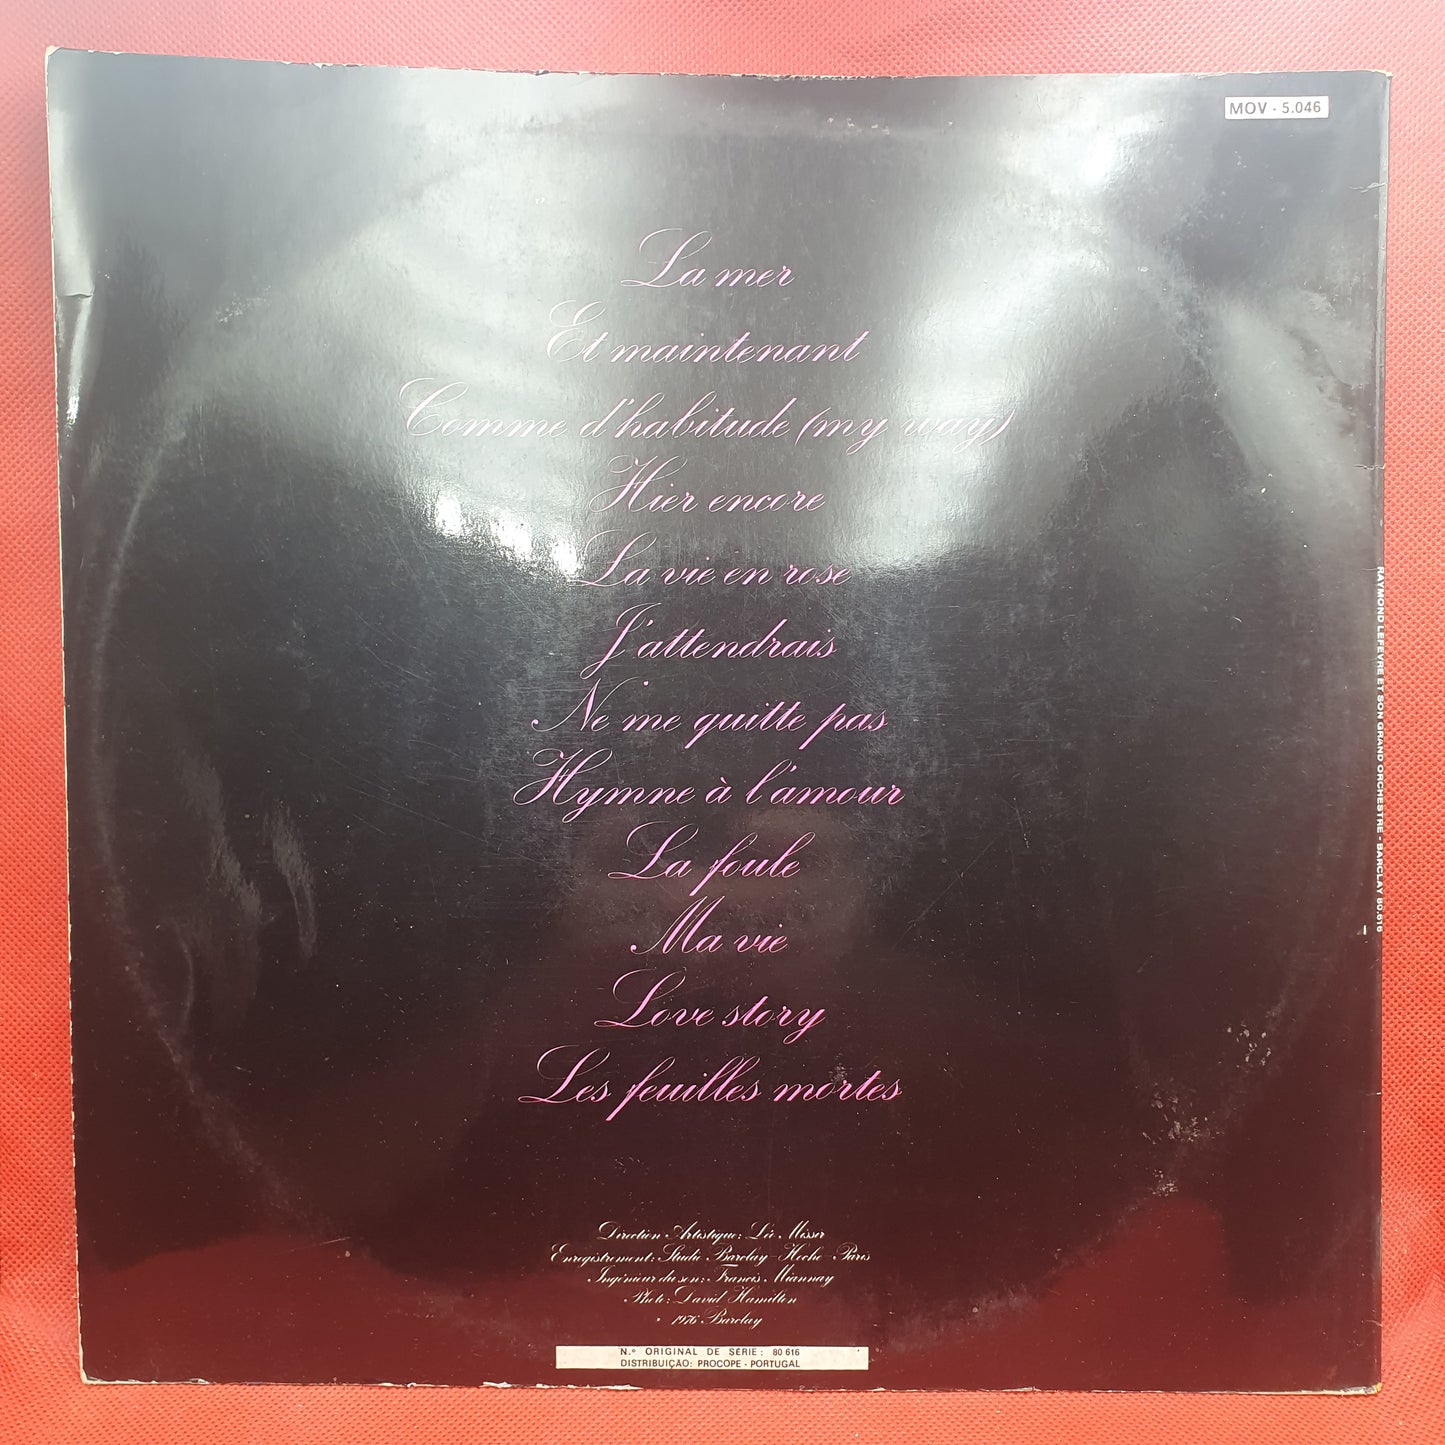 MOV - 5.046
La mer
Et maintenant
Comme d'habitude (my way)
Hier encore
La vie en rose
J'attendrais
Ne me quitte pas
Hymne à l'amour
La foule
Ma vie
Love story
Les feuilles mortes
Direction Artistique: Léo Missir
Enregistrement: Studio Barclay - Hoche - Paris
Ingénieur du son: Francis Miannay
Photo: David Hamilton
1976 Barclay
N.º ORIGINAL DE SÉRIE: 80 616
DISTRIBUIÇÃO: PROCOPE - PORTUGAL
RAYMOND LEFEVRE ET SON GRAND ORCHESTRE - BARCLAY 80.616